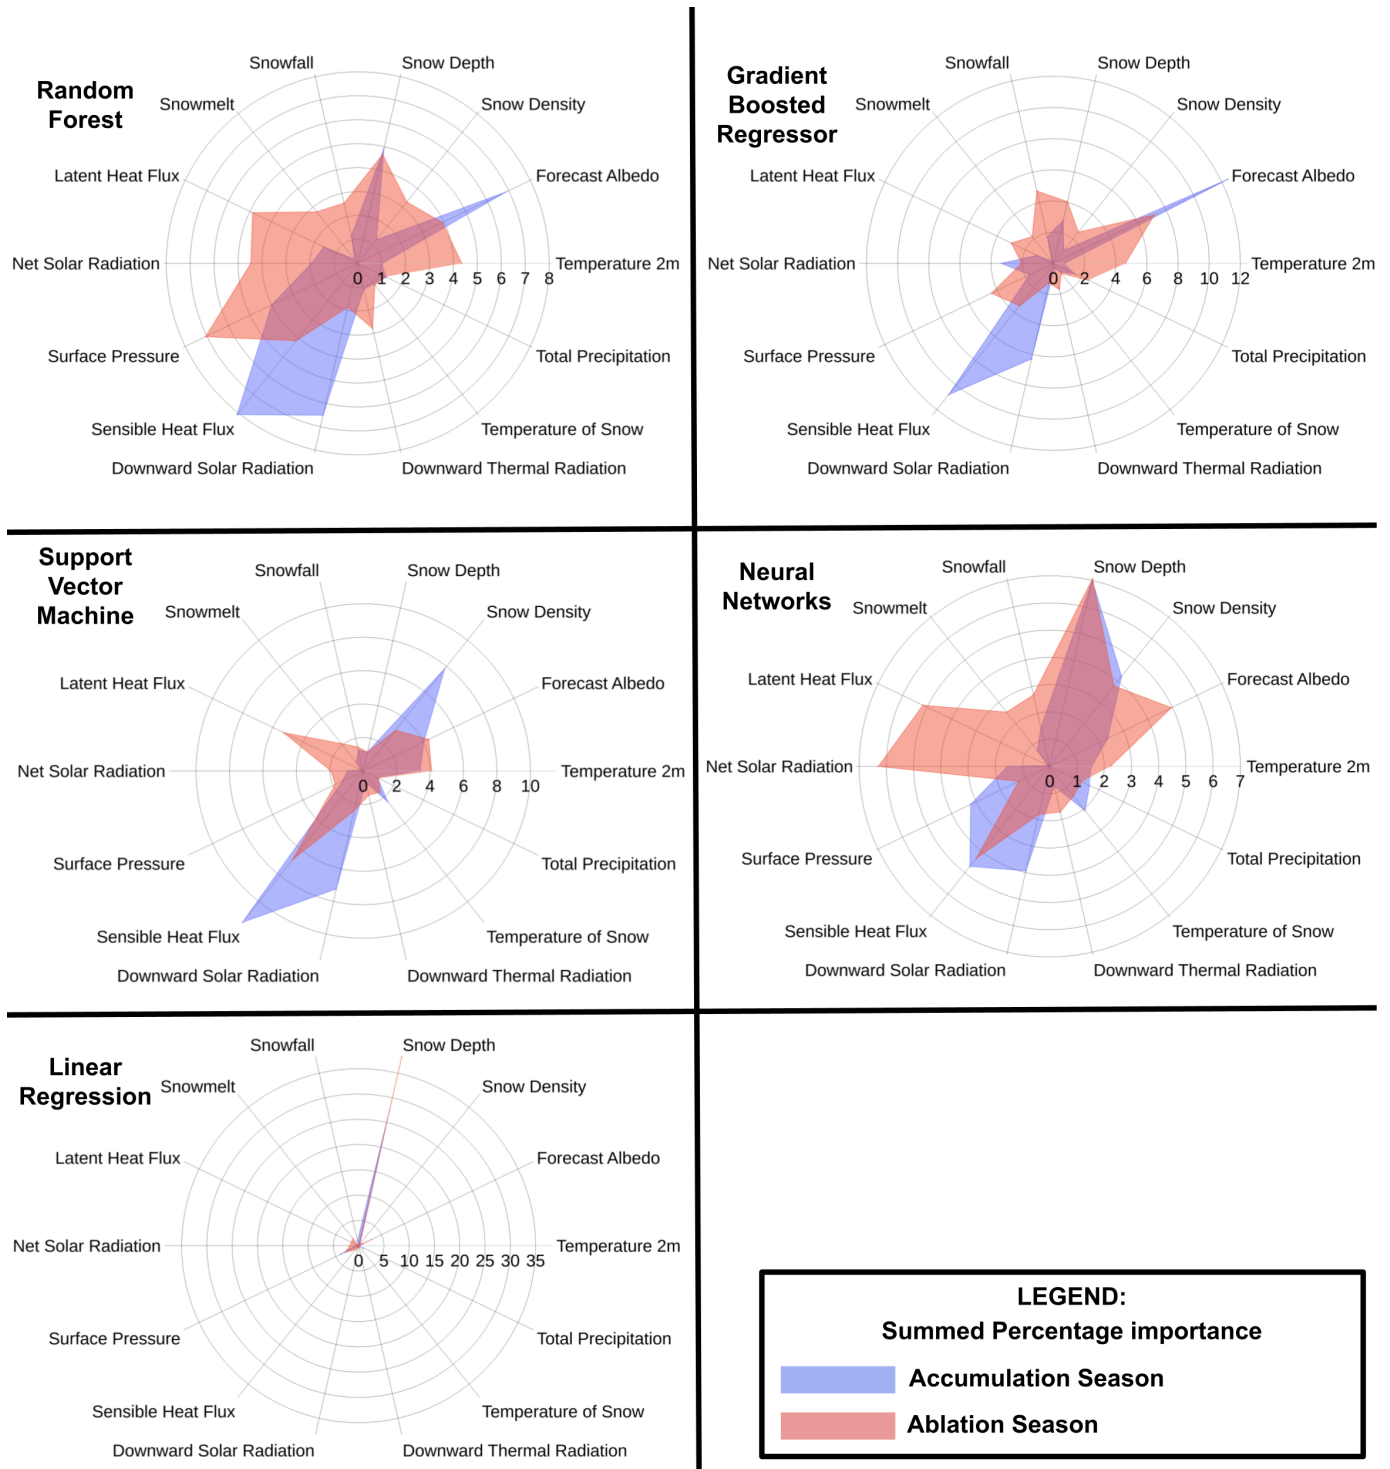 Random
Forest
Snowfall
Snow Depth
Snowmelt
Snow Density
Latent Heat Flux
Forecast Albedo
Net Solar Radiation
0 1 2 3 4 5 6 7 8
Temperature 2m
Surface Pressure
Total Precipitation
Sensible Heat Flux
Temperature of Snow
Downward Solar Radiation
Downward Thermal Radiation
Gradient
Boosted
Regressor
Snowfall
Snow Depth
Snowmelt
Snow Density
Latent Heat Flux
Forecast Albedo
Net Solar Radiation
0 2 4 6 8 10 12
Temperature 2m
Surface Pressure
Total Precipitation
Sensible Heat Flux
Temperature of Snow
Downward Solar Radiation
Downward Thermal Radiation
Support
Vector
Machine
Snowfall
Snow Depth
Snowmelt
Snow Density
Latent Heat Flux
Forecast Albedo
Net Solar Radiation
0 2 4 6 8 10
Temperature 2m
Surface Pressure
Total Precipitation
Sensible Heat Flux
Temperature of Snow
Downward Solar Radiation
Downward Thermal Radiation
Neural
Networks
Snowfall
Snow Depth
Snowmelt
Snow Density
Latent Heat Flux
Forecast Albedo
Net Solar Radiation
0 1 2 3 4 5 6 7
Temperature 2m
Surface Pressure
Total Precipitation
Sensible Heat Flux
Temperature of Snow
Downward Solar Radiation
Downward Thermal Radiation
Linear
Regression
Snowfall
Snow Depth
Snowmelt
Snow Density
Latent Heat Flux
Forecast Albedo
Net Solar Radiation
0 5 10 15 20 25 30 35
Temperature 2m
Surface Pressure
Total Precipitation
Sensible Heat Flux
Temperature of Snow
Downward Solar Radiation
Downward Thermal Radiation
LEGEND:
Summed Percentage importance
Accumulation Season
Ablation Season